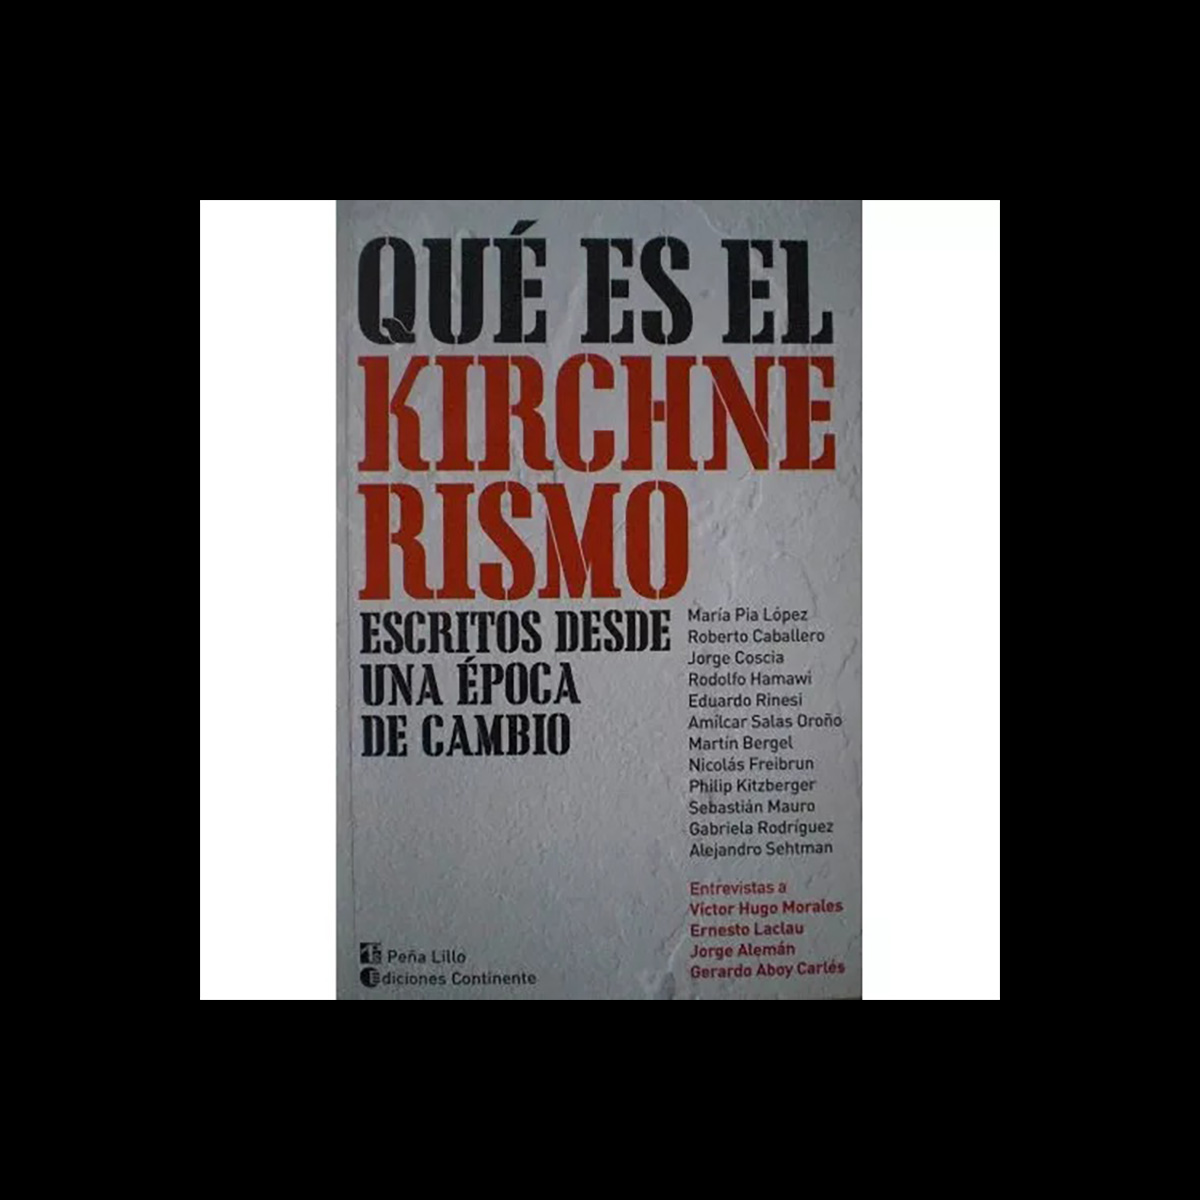 QUÉ ES EL
KIRCHNE
RISMO
ESCRITOS DESDE
UNA ÉPOCA
DE CAMBIO
María Pia López
Roberto Caballero
Jorge Coscia
Rodolfo Hamawi
Eduardo Rinesi
Amílcar Salas Oroño
Martín Bergel
Nicolás Freibrun
Philip Kitzberger
Sebastián Mauro
Gabriela Rodríguez
Alejandro Sehtman
Entrevistas a
Víctor Hugo Morales
Ernesto Laclau
Jorge Alemán
Gerardo Aboy Carlés
Peña Lillo
Ediciones Continente